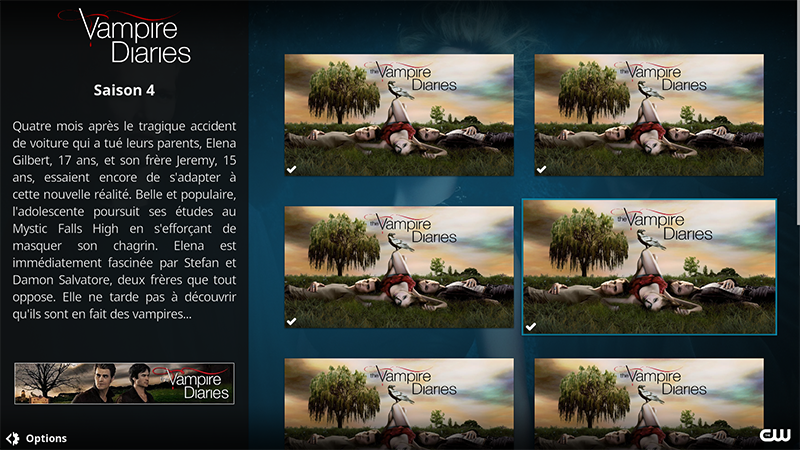 Vampire
Diaries
Saison 4
Quatre mois après le tragique accident
de voiture qui a tué leurs parents, Elena
Gilbert, 17 ans, et son frère Jeremy, 15
ans, essaient encore de s'adapter à
cette nouvelle réalité. Belle et populaire,
l'adolescente poursuit ses études au
Mystic Falls High en s'efforçant de
masquer son chagrin. Elena est
immédiatement fascinée par Stefan et
Damon Salvatore, deux frères que tout
oppose. Elle ne tarde pas à découvrir
qu'ils sont en fait des vampires...
the Vampire
Diaries
Options
the Vampire
Diaries
the Vampire
Diaries
the Vampire
Diaries
the Vampire
Diaries
the Vampire
Diaries
the Vampire
Diaries
CW